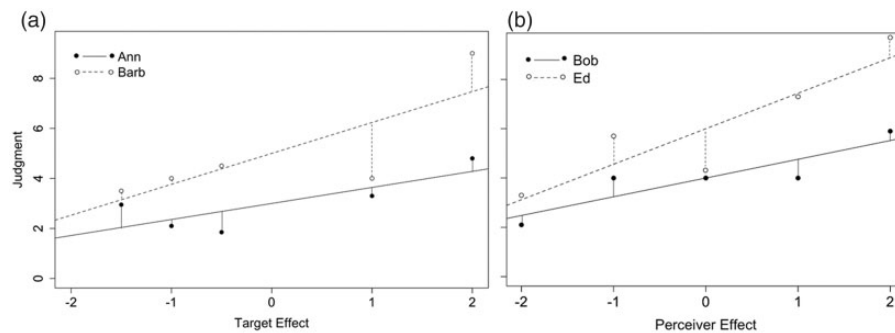 (a)
Ann
Barb
8
6
4
2
0
Judgment
-2
-1
0
1
2
Target Effect
(b)
Bob
Ed
-2
-1
0
1
2
Perceiver Effect